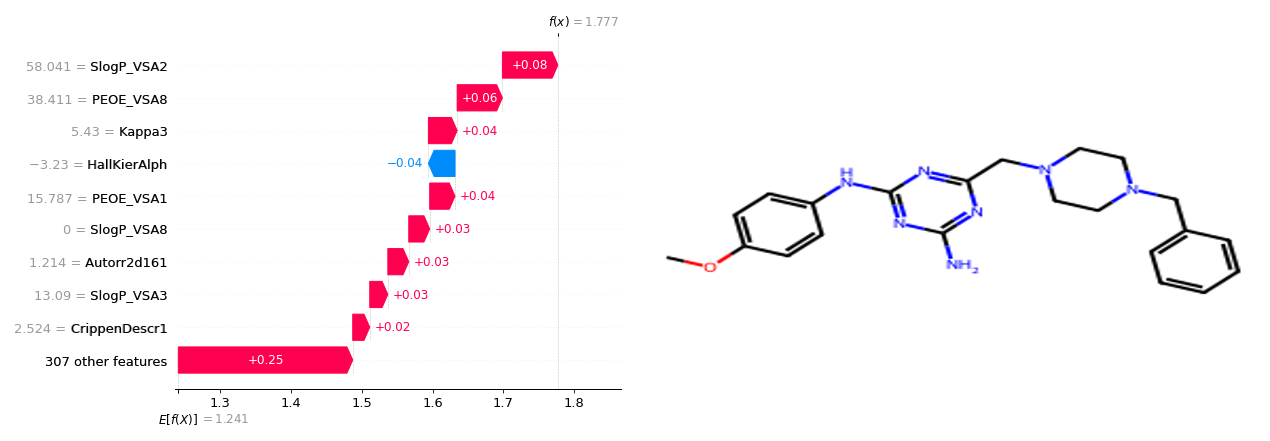 f(x) = 1.777
58.041 = SlogP_VSA2 +0.08
38.411 = PEOE_VSA8 +0.06
5.43 = Kappa3 +0.04
−3.23 = HallKierAlph −0.04
15.787 = PEOE_VSA1 +0.04
0 = SlogP_VSA8 +0.03
1.214 = Autorr2d161 +0.03
13.09 = SlogP_VSA3 +0.03
2.524 = CrippenDescr1 +0.02
307 other features +0.25
1.3 1.4 1.5 1.6 1.7 1.8
E[f(X)] = 1.241
H
N
N
N
N
N
N
NH2
O